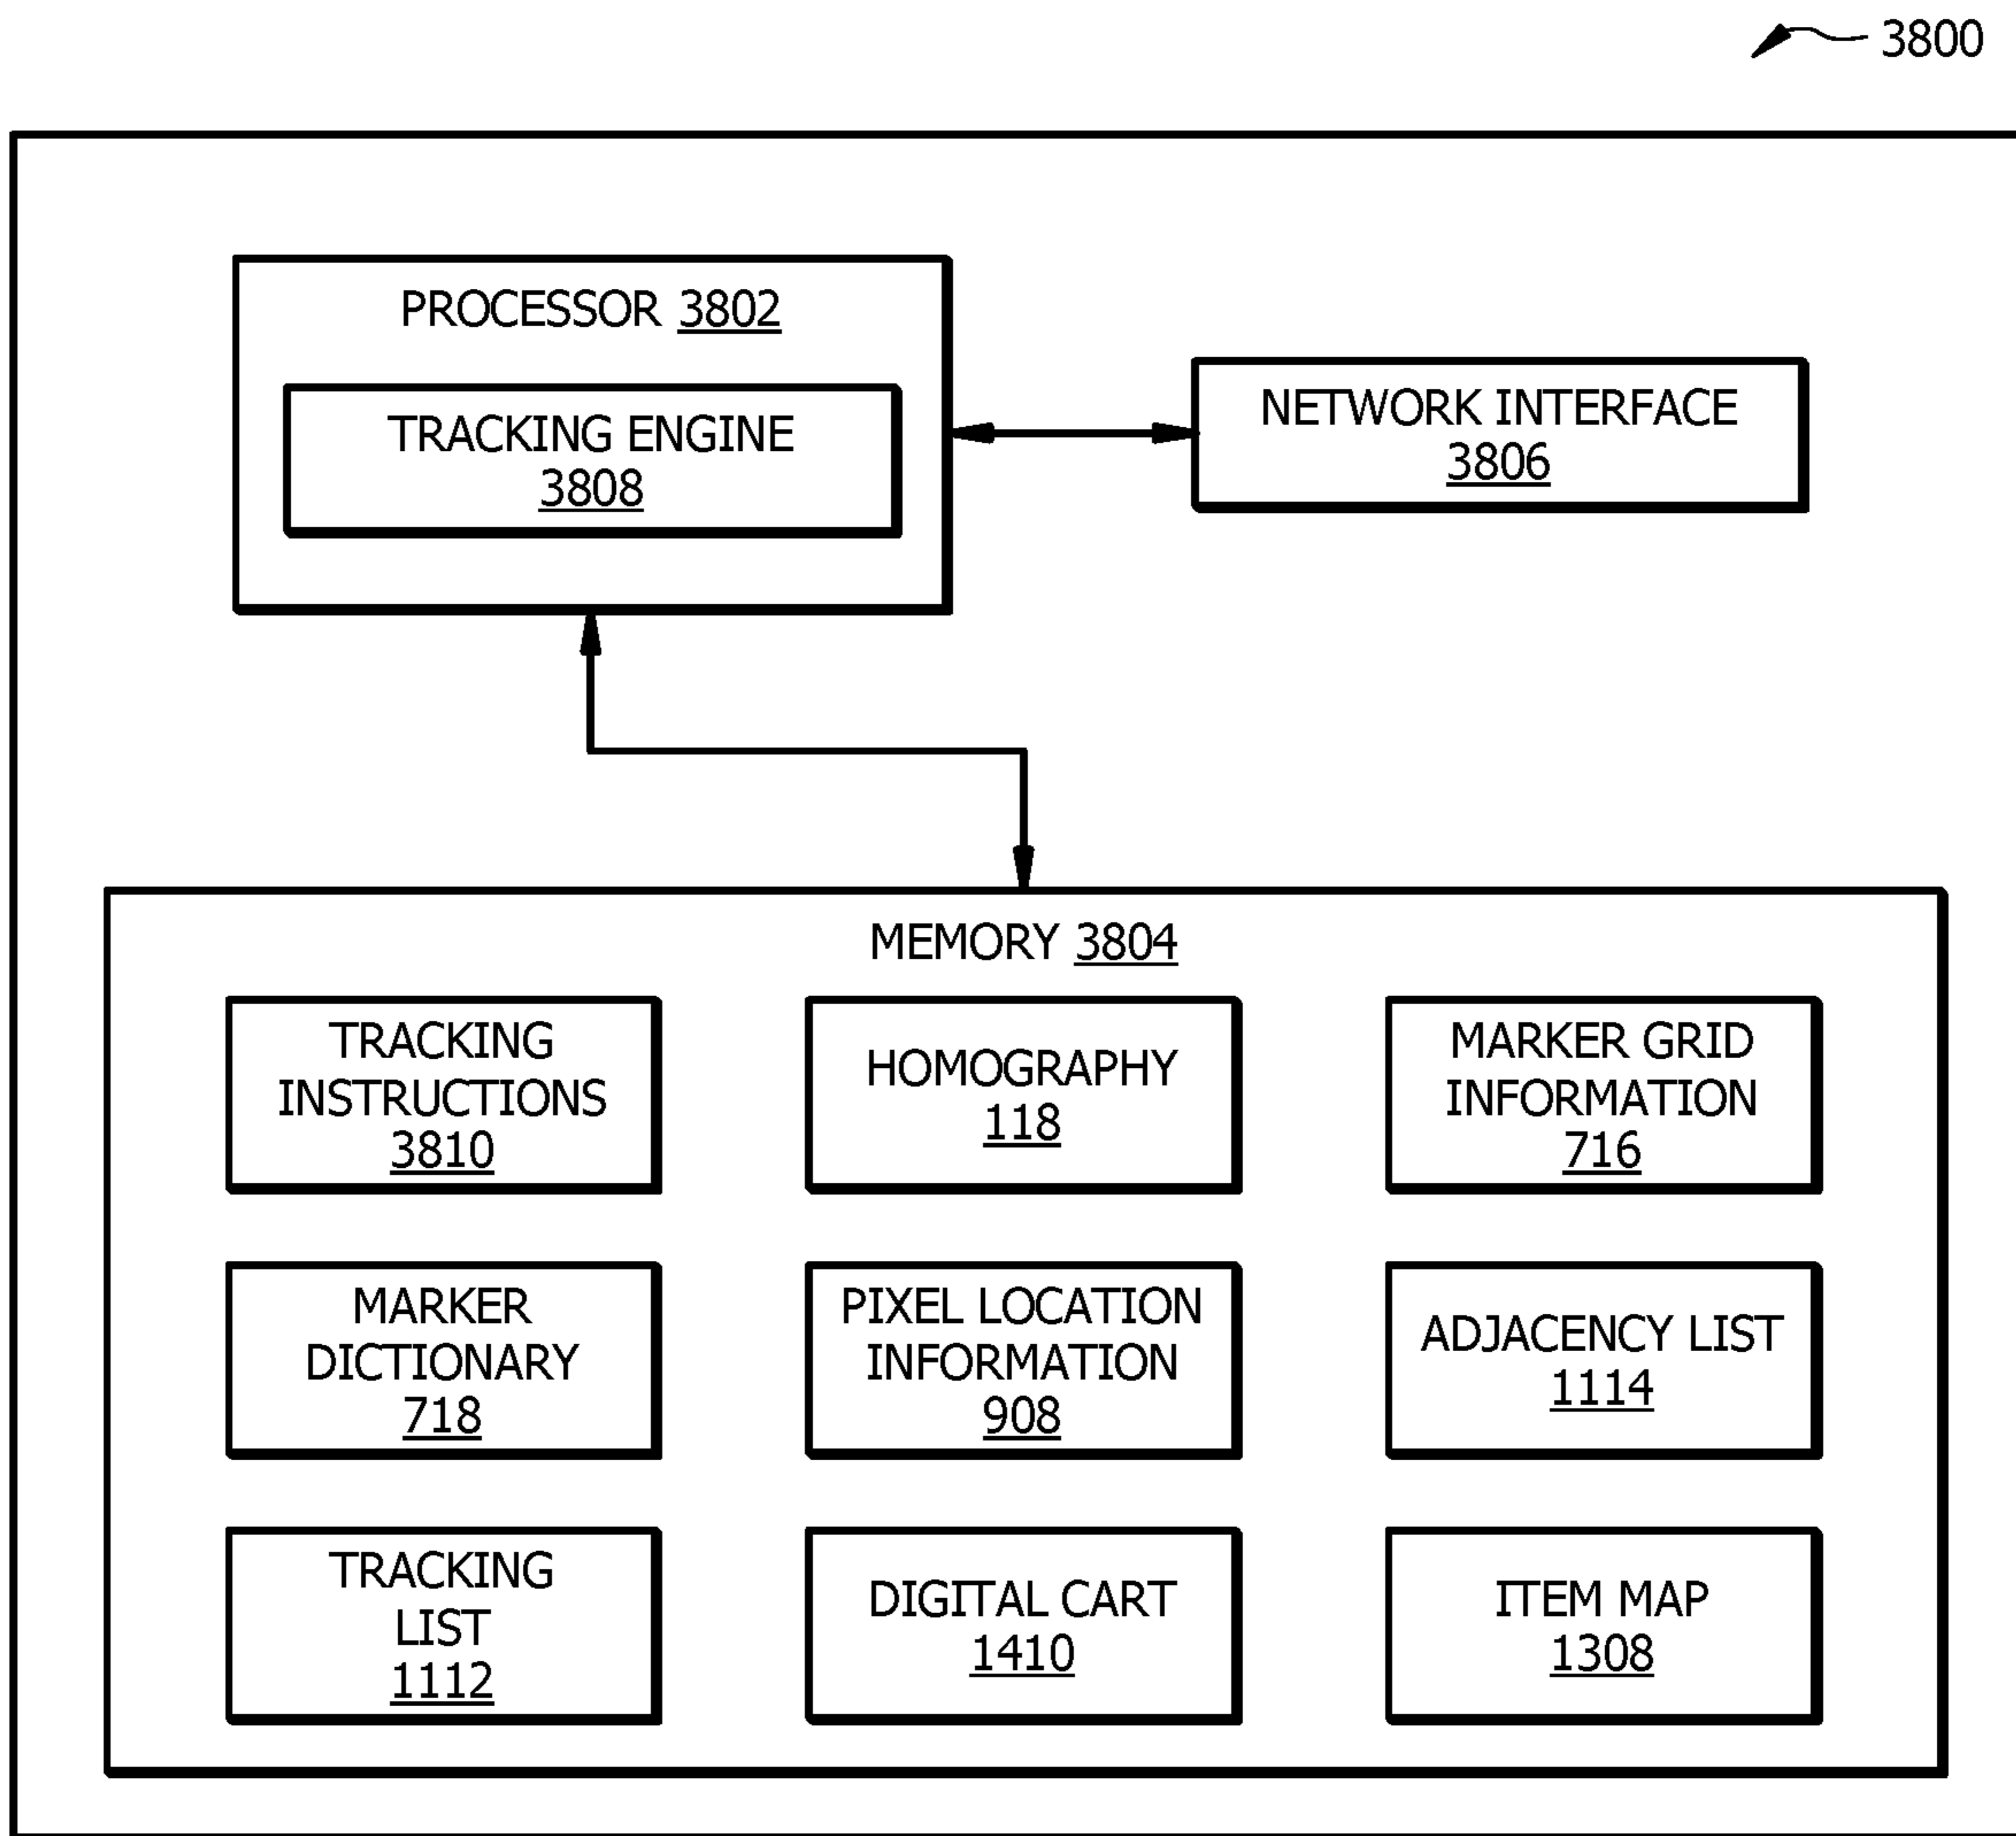 3800
PROCESSOR 3802
TRACKING ENGINE
3808
NETWORK INTERFACE
3806
MEMORY 3804
TRACKING
INSTRUCTIONS
3810
HOMOGRAPHY
118
MARKER GRID
INFORMATION
716
MARKER
DICTIONARY
718
PIXEL LOCATION
INFORMATION
908
ADJACENCY LIST
1114
TRACKING
LIST
1112
DIGITAL CART
1410
ITEM MAP
1308